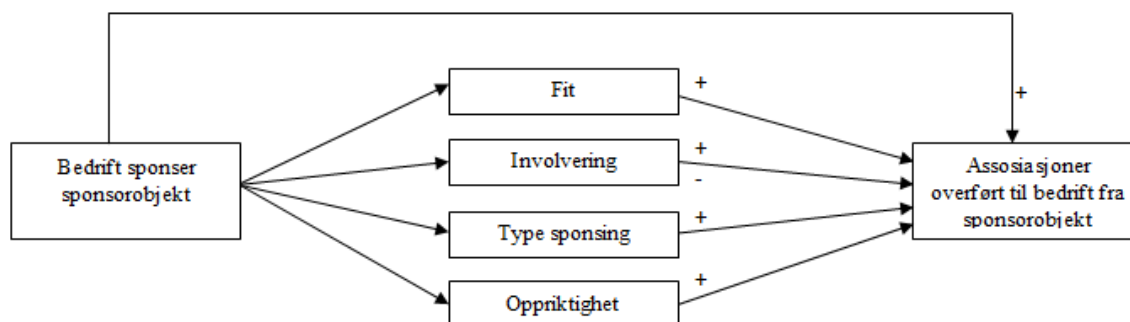 Fit
+
+
Bedrift sponser
sponsorobjekt
Involvering
+
-
Assosiasjoner
overført til bedrift fra
sponsorobjekt
Type sponsing
+
Oppriktighet
+